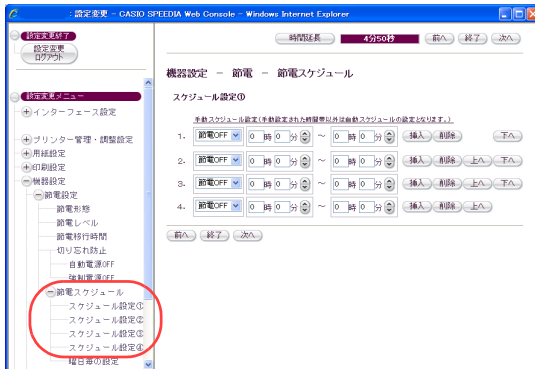 : 設定変更 - CASIO SPEEDIA Web Console - Windows Internet Explorer
設定変更終了
設定変更
ログアウト
設定変更メニュー
インターフェース設定
プリンター管理・調整設定
用紙設定
印刷設定
機器設定
節電設定
節電形態
節電レベル
節電移行時間
切り忘れ防止
自動電源OFF
強制電源OFF
節電スケジュール
スケジュール設定①
スケジュール設定②
スケジュール設定③
スケジュール設定④
曜日毎の設定
時間延長 4分50秒 前へ 終了 次へ
機器設定 - 節電 - 節電スケジュール
スケジュール設定①
手動スケジュール設定(手動設定された時間帯以外は自動スケジュールの設定となります。)
1. 節電OFF 0 時 0 分 ~ 0 時 0 分 挿入 削除 下へ
2. 節電OFF 0 時 0 分 ~ 0 時 0 分 挿入 削除 上へ 下へ
3. 節電OFF 0 時 0 分 ~ 0 時 0 分 挿入 削除 上へ 下へ
4. 節電OFF 0 時 0 分 ~ 0 時 0 分 挿入 削除 上へ
前へ 終了 次へ